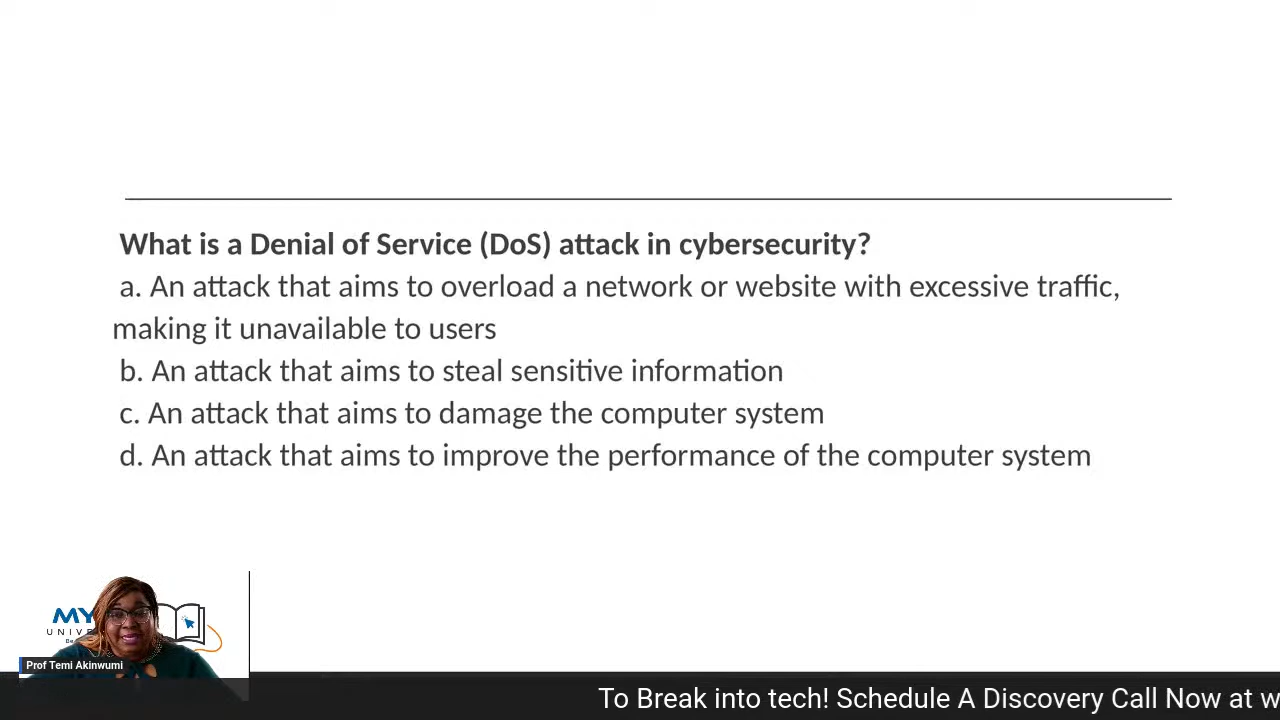 What is a Denial of Service (DoS) attack in cybersecurity?
a. An attack that aims to overload a network or website with excessive traffic,
making it unavailable to users
b. An attack that aims to steal sensitive information
c. An attack that aims to damage the computer system
d. An attack that aims to improve the performance of the computer system
MY
UNIVE
Prof Temi Akinwumi
To Break into tech! Schedule A Discovery Call Now at w